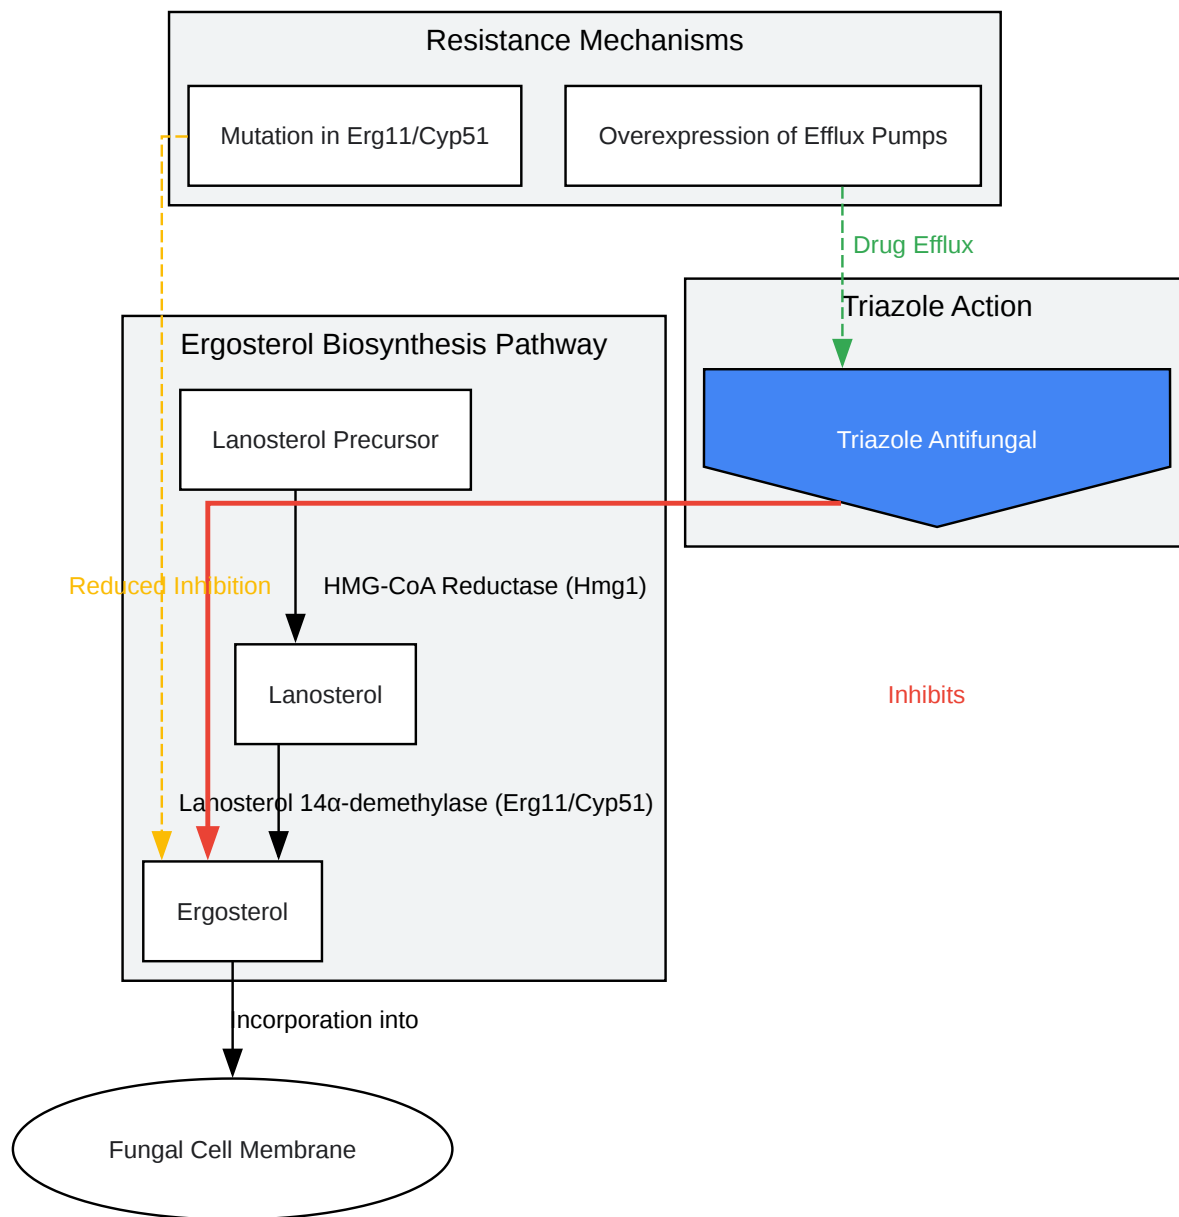 Resistance Mechanisms
Mutation in Erg11/Cyp51
Overexpression of Efflux Pumps
Drug Efflux
Triazole Action
Ergosterol Biosynthesis Pathway
Lanosterol Precursor
Triazole Antifungal
Reduced Inhibition
HMG-CoA Reductase (Hmg1)
Lanosterol
Inhibits
Lanosterol 14α-demethylase (Erg11/Cyp51)
Ergosterol
Incorporation into
Fungal Cell Membrane